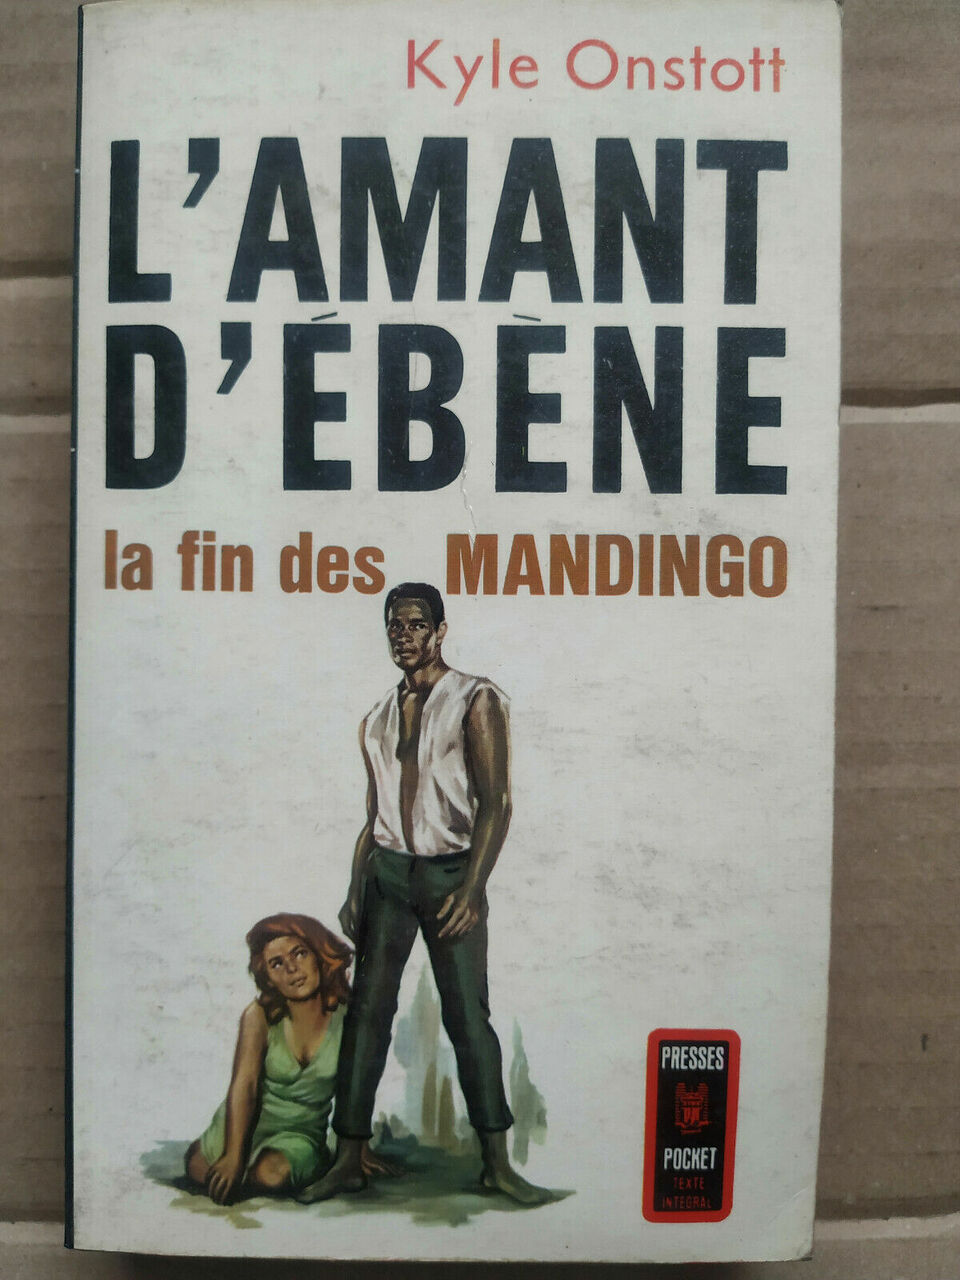 Kyle Onstott
L'AMANT
D'ÉBÈNE
la fin des MANDINGO
PRESSES
POCKET
TEXTE
INTEGRAL